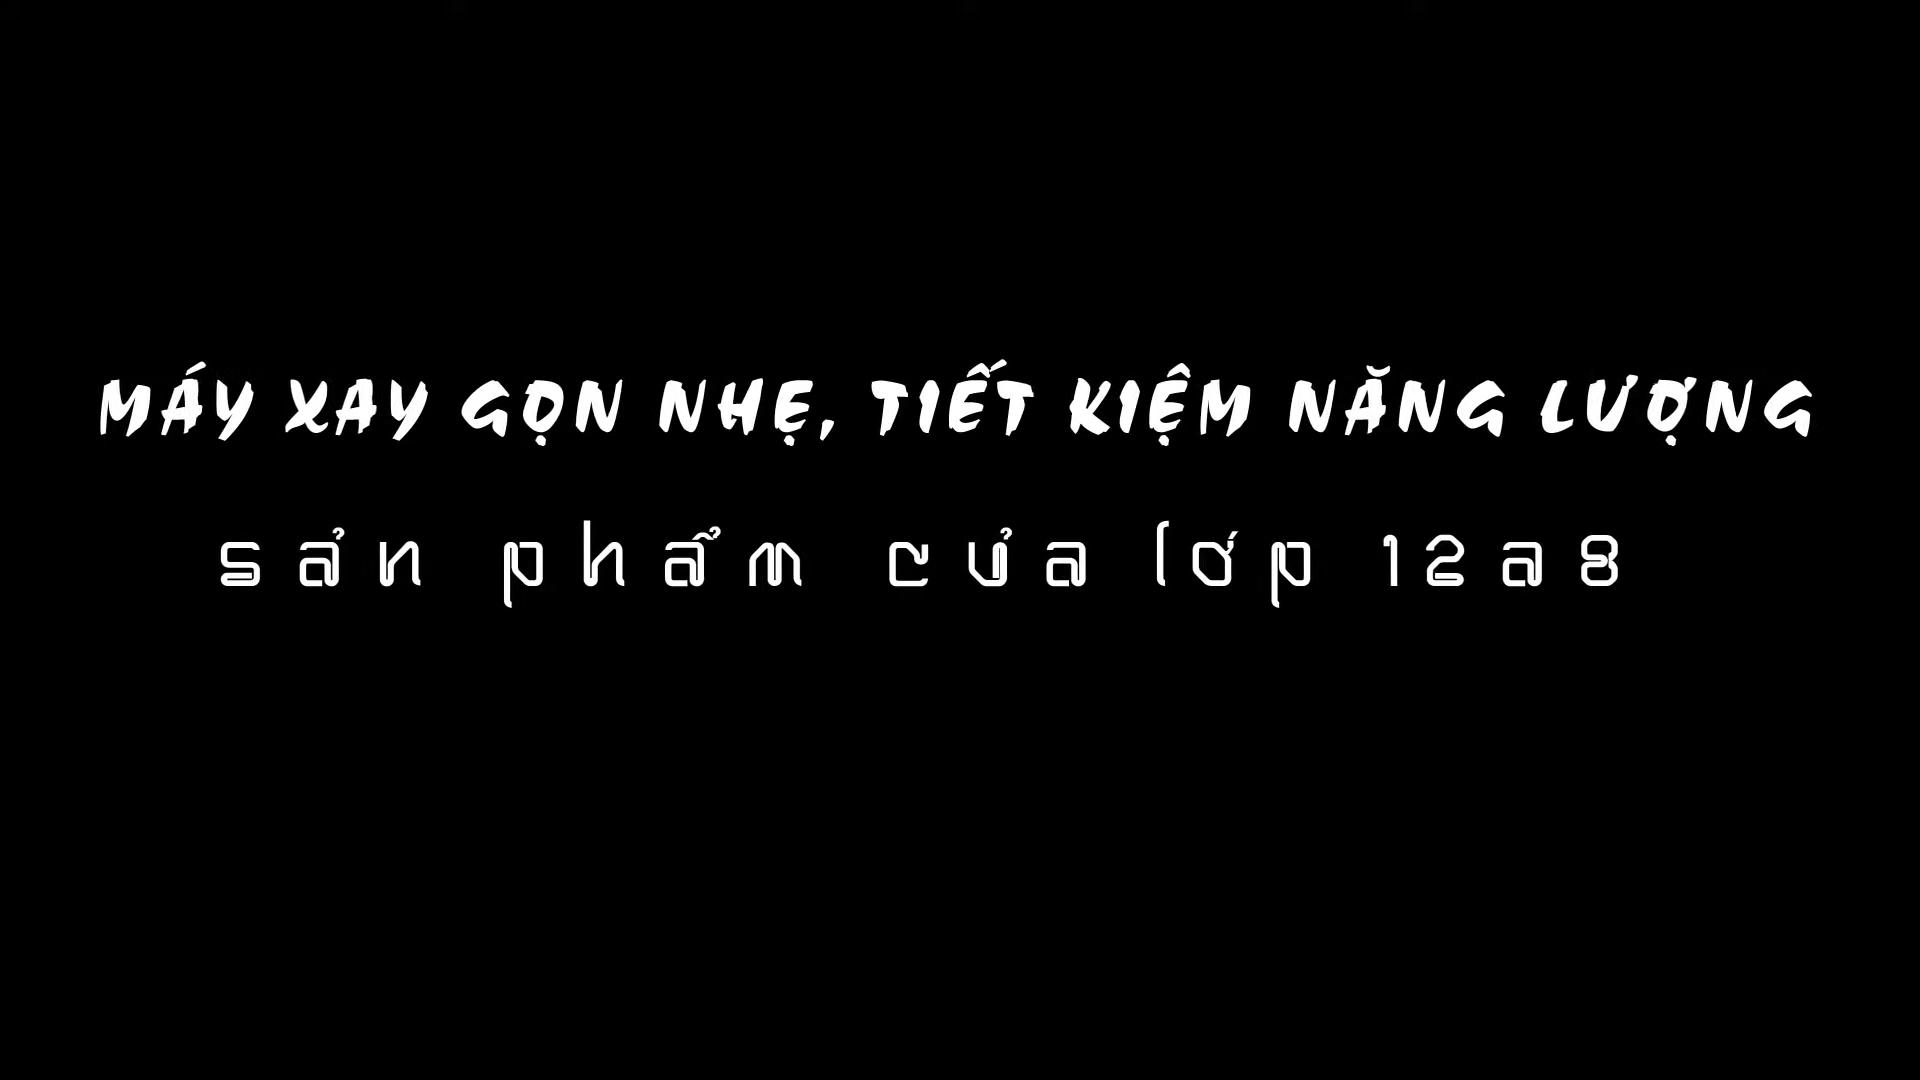 MÁY XAY GỌN NHẸ, TIẾT KIỆM NĂNG LƯỢNG
sản phẩm của lớp 12a8